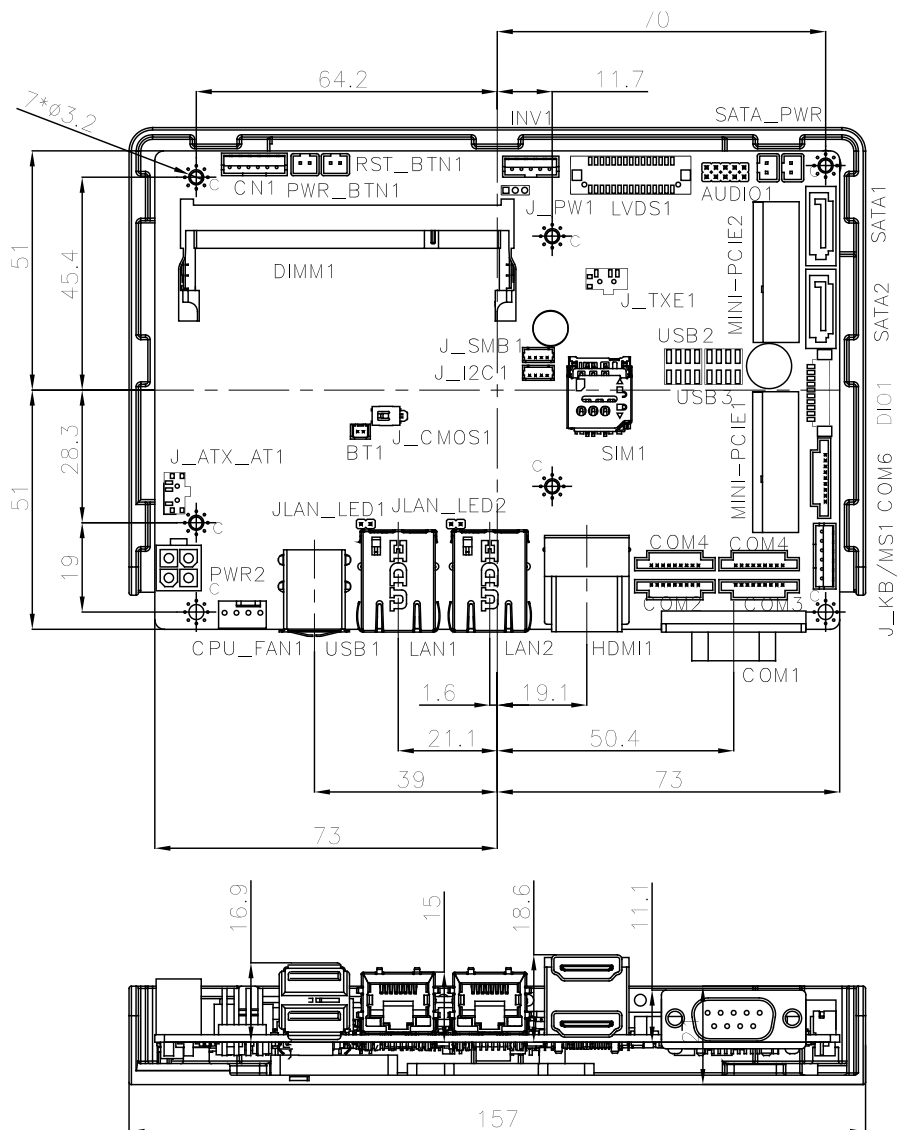 70
64.2
11.7
7*ø3.2
INV1
SATA_PWR
RST_BTN1
CN1
PWR_BTN1
C
C
AUDIO1
J_PW1
LVDS1
SATA1
51
45.4
C
DIMM1
MINI-PCIE2
J_TXE1
SATA2
J_SMB1
USB2
J_I2C1
USB3
DIO1
28.3
J_CMOS1
BT1
SIM1
MINI-PCIE1
COM6
J_ATX_AT1
C
51
JLAN_LED1
JLAN_LED2
C
J_KB/MS1
19
PWR2
COM4
COM4
C
COM2
COM3
C
CPU_FAN1
USB1
LAN1
LAN2
HDMI1
COM1
1.6
19.1
21.1
50.4
39
73
73
16.9
15
18.6
11.1
157